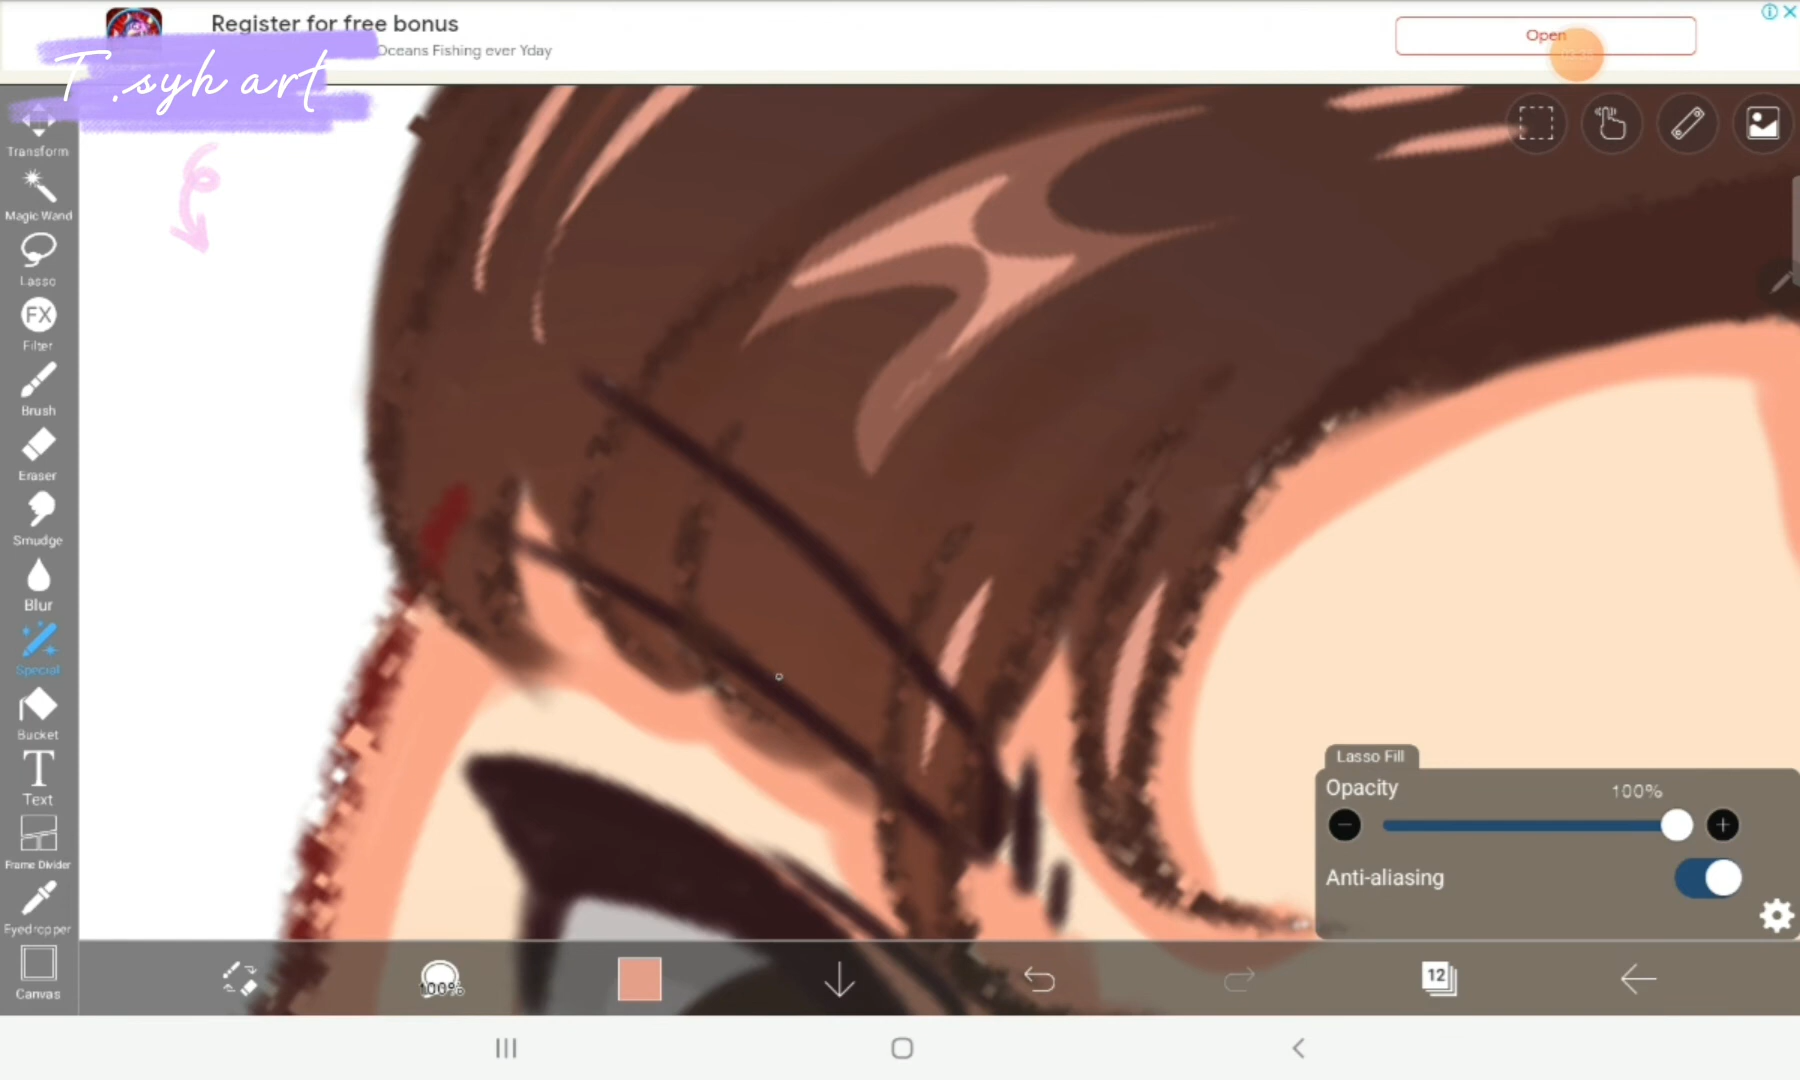 Register for free bonus
Oceans Fishing ever Yday
Open
T.syh art
Transform
Magic Wand
Lasso
FX
Filter
Brush
Eraser
Smudge
Blur
Special
Bucket
T
Text
Frame Divider
Eyedropper
Canvas
Lasso Fill
Opacity
100%
Anti-aliasing
100%
12